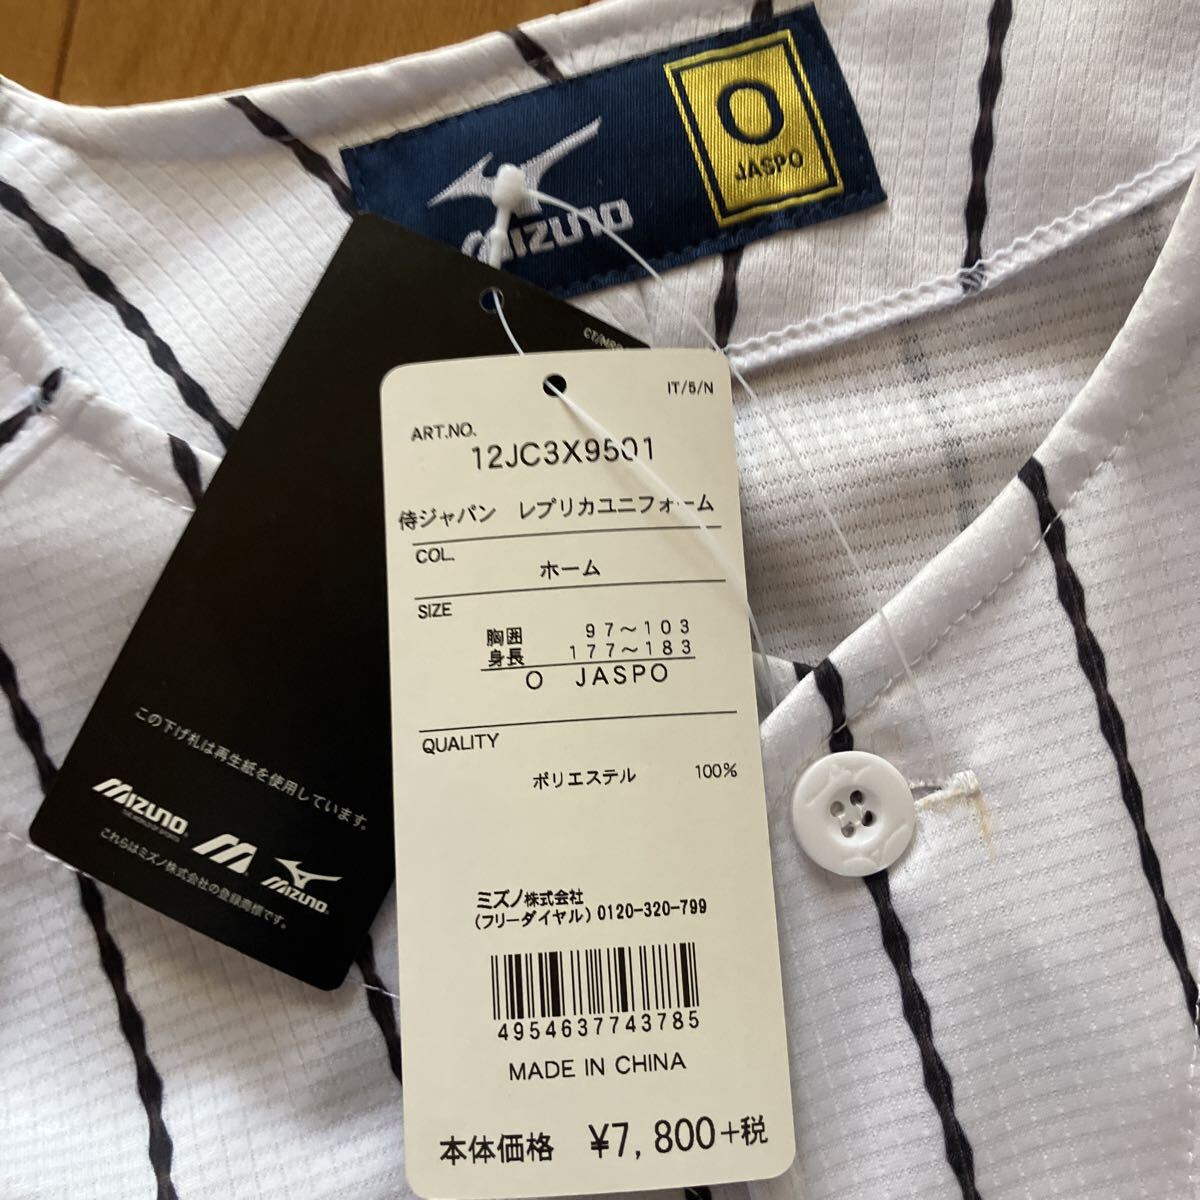 O
JASPO
MIZUNO
IT/5/N
ART.NO.
12JC3X9501
侍ジャパン レプリカユニフォーム
COL.
ホーム
SIZE
胸囲 97～103
身長 177～183
O JASPO
QUALITY
ポリエステル 100%
ミズノ株式会社
(フリーダイヤル) 0120-320-799
4954637743785
MADE IN CHINA
本体価格 ¥7,800+税
この下げ札は再生紙を使用しています。
MIZUNO
MIZUNO
これらはミズノ株式会社の登録商標です。